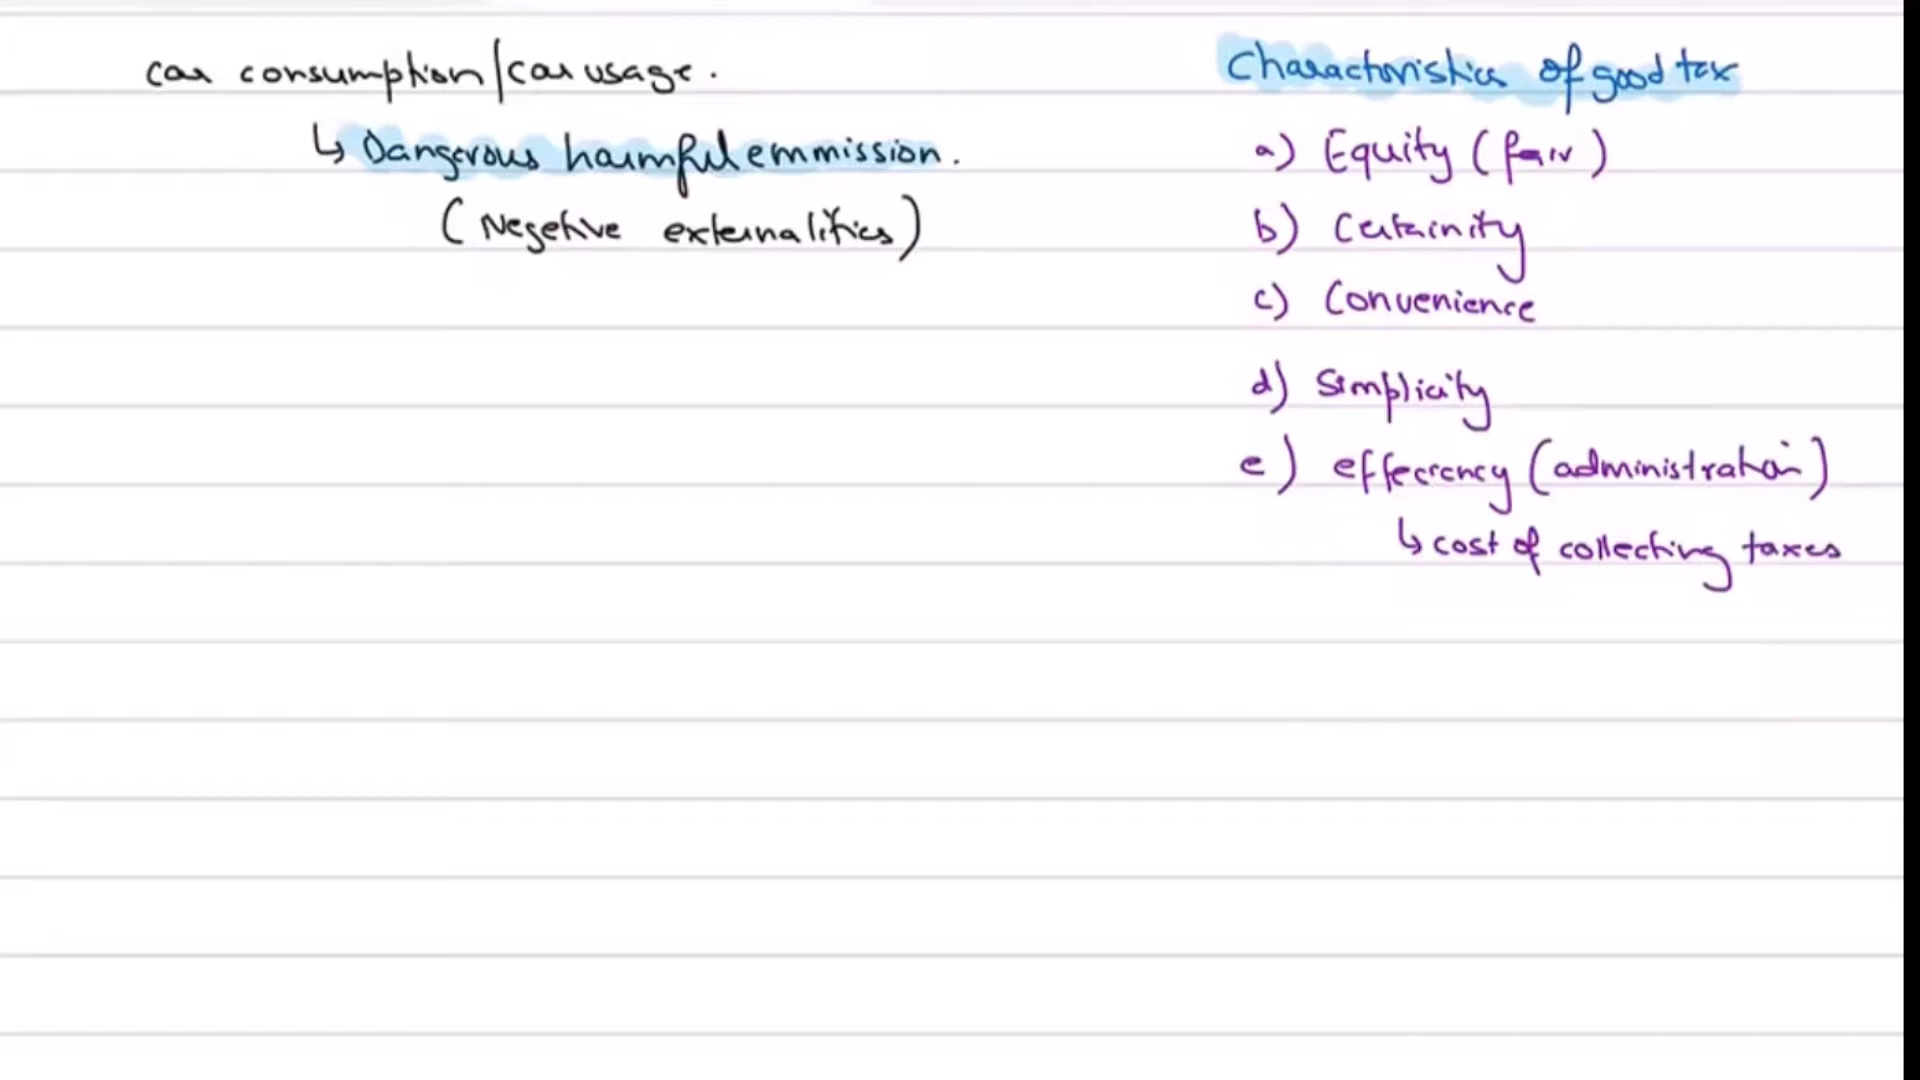 car consumption/car usage.
↳ Dangerous harmful emmission.
(Negetive externalities)
Characteristics of good tax
a) Equity (fair)
b) Certainity
c) Convenience
d) Simplicity
e) effeciency (administration)
↳ cost of collecting taxes